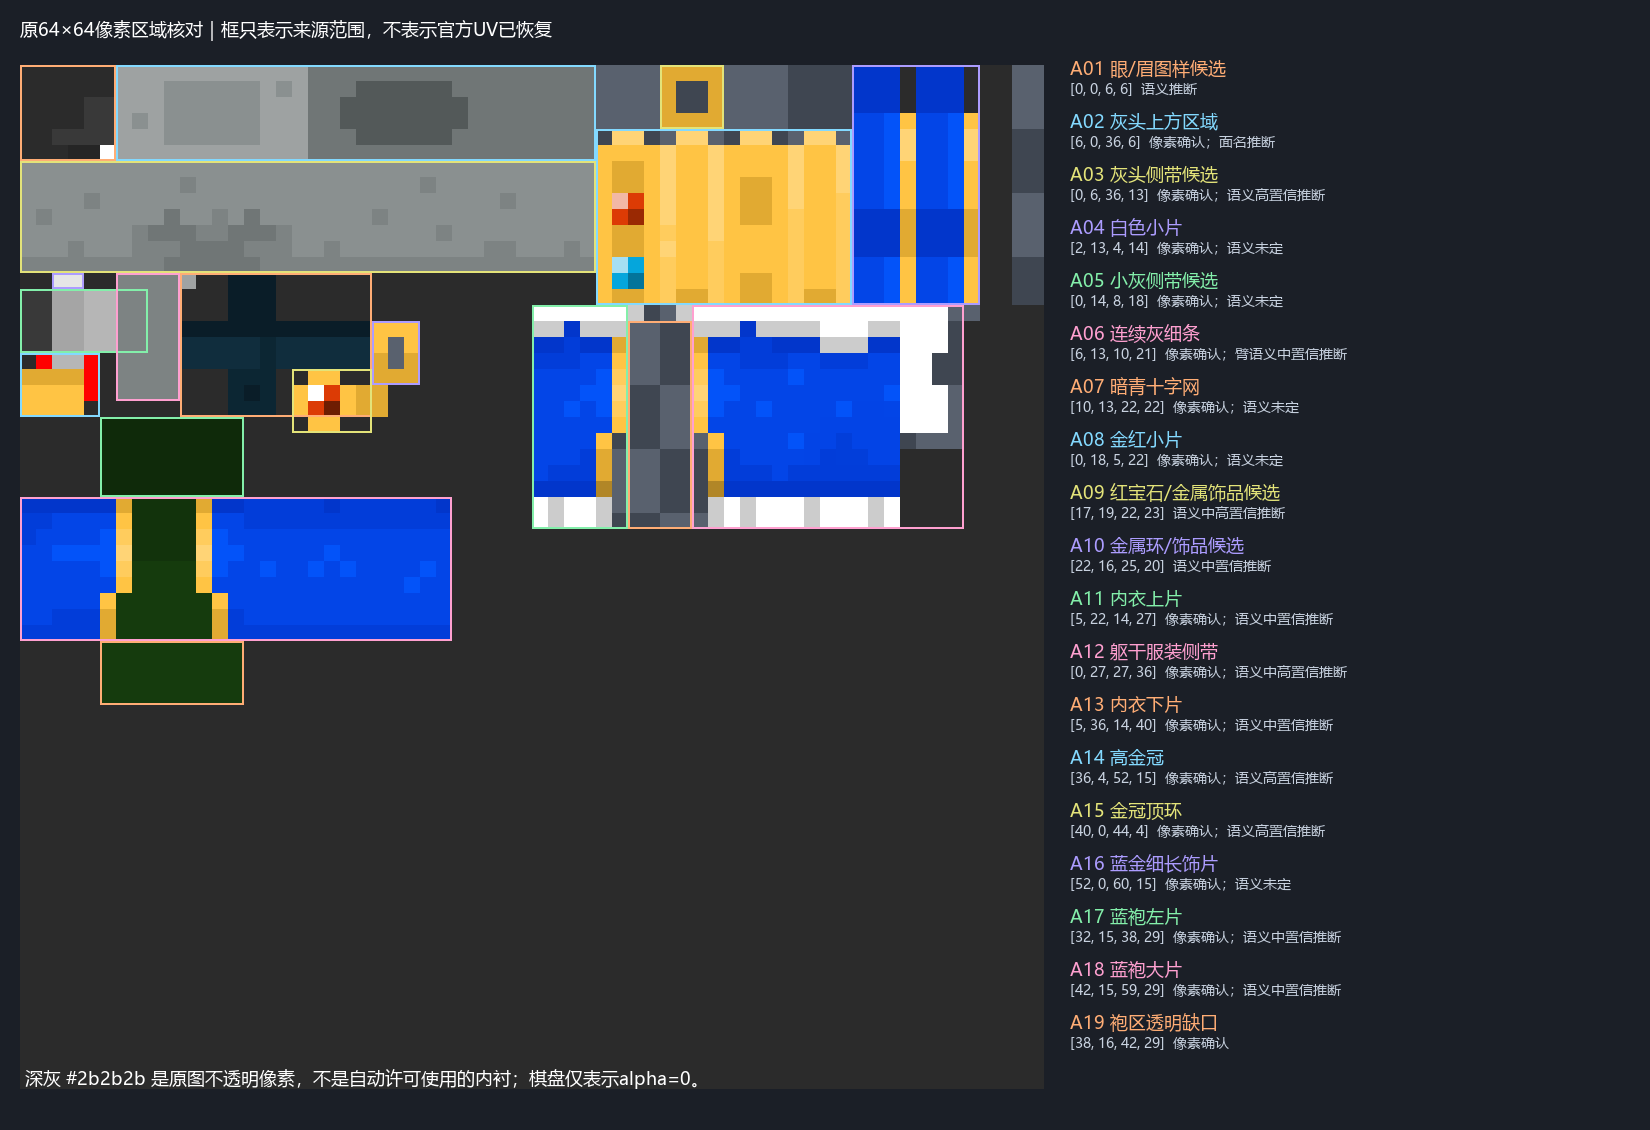 原64×64像素区域核对｜框只表示来源范围，不表示官方UV已恢复
A01 眼/眉图样候选
[0, 0, 6, 6]  语义推断
A02 灰头上方区域
[6, 0, 36, 6]  像素确认；面名推断
A03 灰头侧带候选
[0, 6, 36, 13]  像素确认；语义高置信推断
A04 白色小片
[2, 13, 4, 14]  像素确认；语义未定
A05 小灰侧带候选
[0, 14, 8, 18]  像素确认；语义未定
A06 连续灰细条
[6, 13, 10, 21]  像素确认；臂语义中置信推断
A07 暗青十字网
[10, 13, 22, 22]  像素确认；语义未定
A08 金红小片
[0, 18, 5, 22]  像素确认；语义未定
A09 红宝石/金属饰品候选
[17, 19, 22, 23]  语义中高置信推断
A10 金属环/饰品候选
[22, 16, 25, 20]  语义中置信推断
A11 内衣上片
[5, 22, 14, 27]  像素确认；语义中置信推断
A12 躯干服装侧带
[0, 27, 27, 36]  像素确认；语义中高置信推断
A13 内衣下片
[5, 36, 14, 40]  像素确认；语义中置信推断
A14 高金冠
[36, 4, 52, 15]  像素确认；语义高置信推断
A15 金冠顶环
[40, 0, 44, 4]  像素确认；语义高置信推断
A16 蓝金细长饰片
[52, 0, 60, 15]  像素确认；语义未定
A17 蓝袍左片
[32, 15, 38, 29]  像素确认；语义中置信推断
A18 蓝袍大片
[42, 15, 59, 29]  像素确认；语义中置信推断
A19 袍区透明缺口
[38, 16, 42, 29]  像素确认
深灰 #2b2b2b 是原图不透明像素，不是自动许可使用的内衬；棋盘仅表示alpha=0。